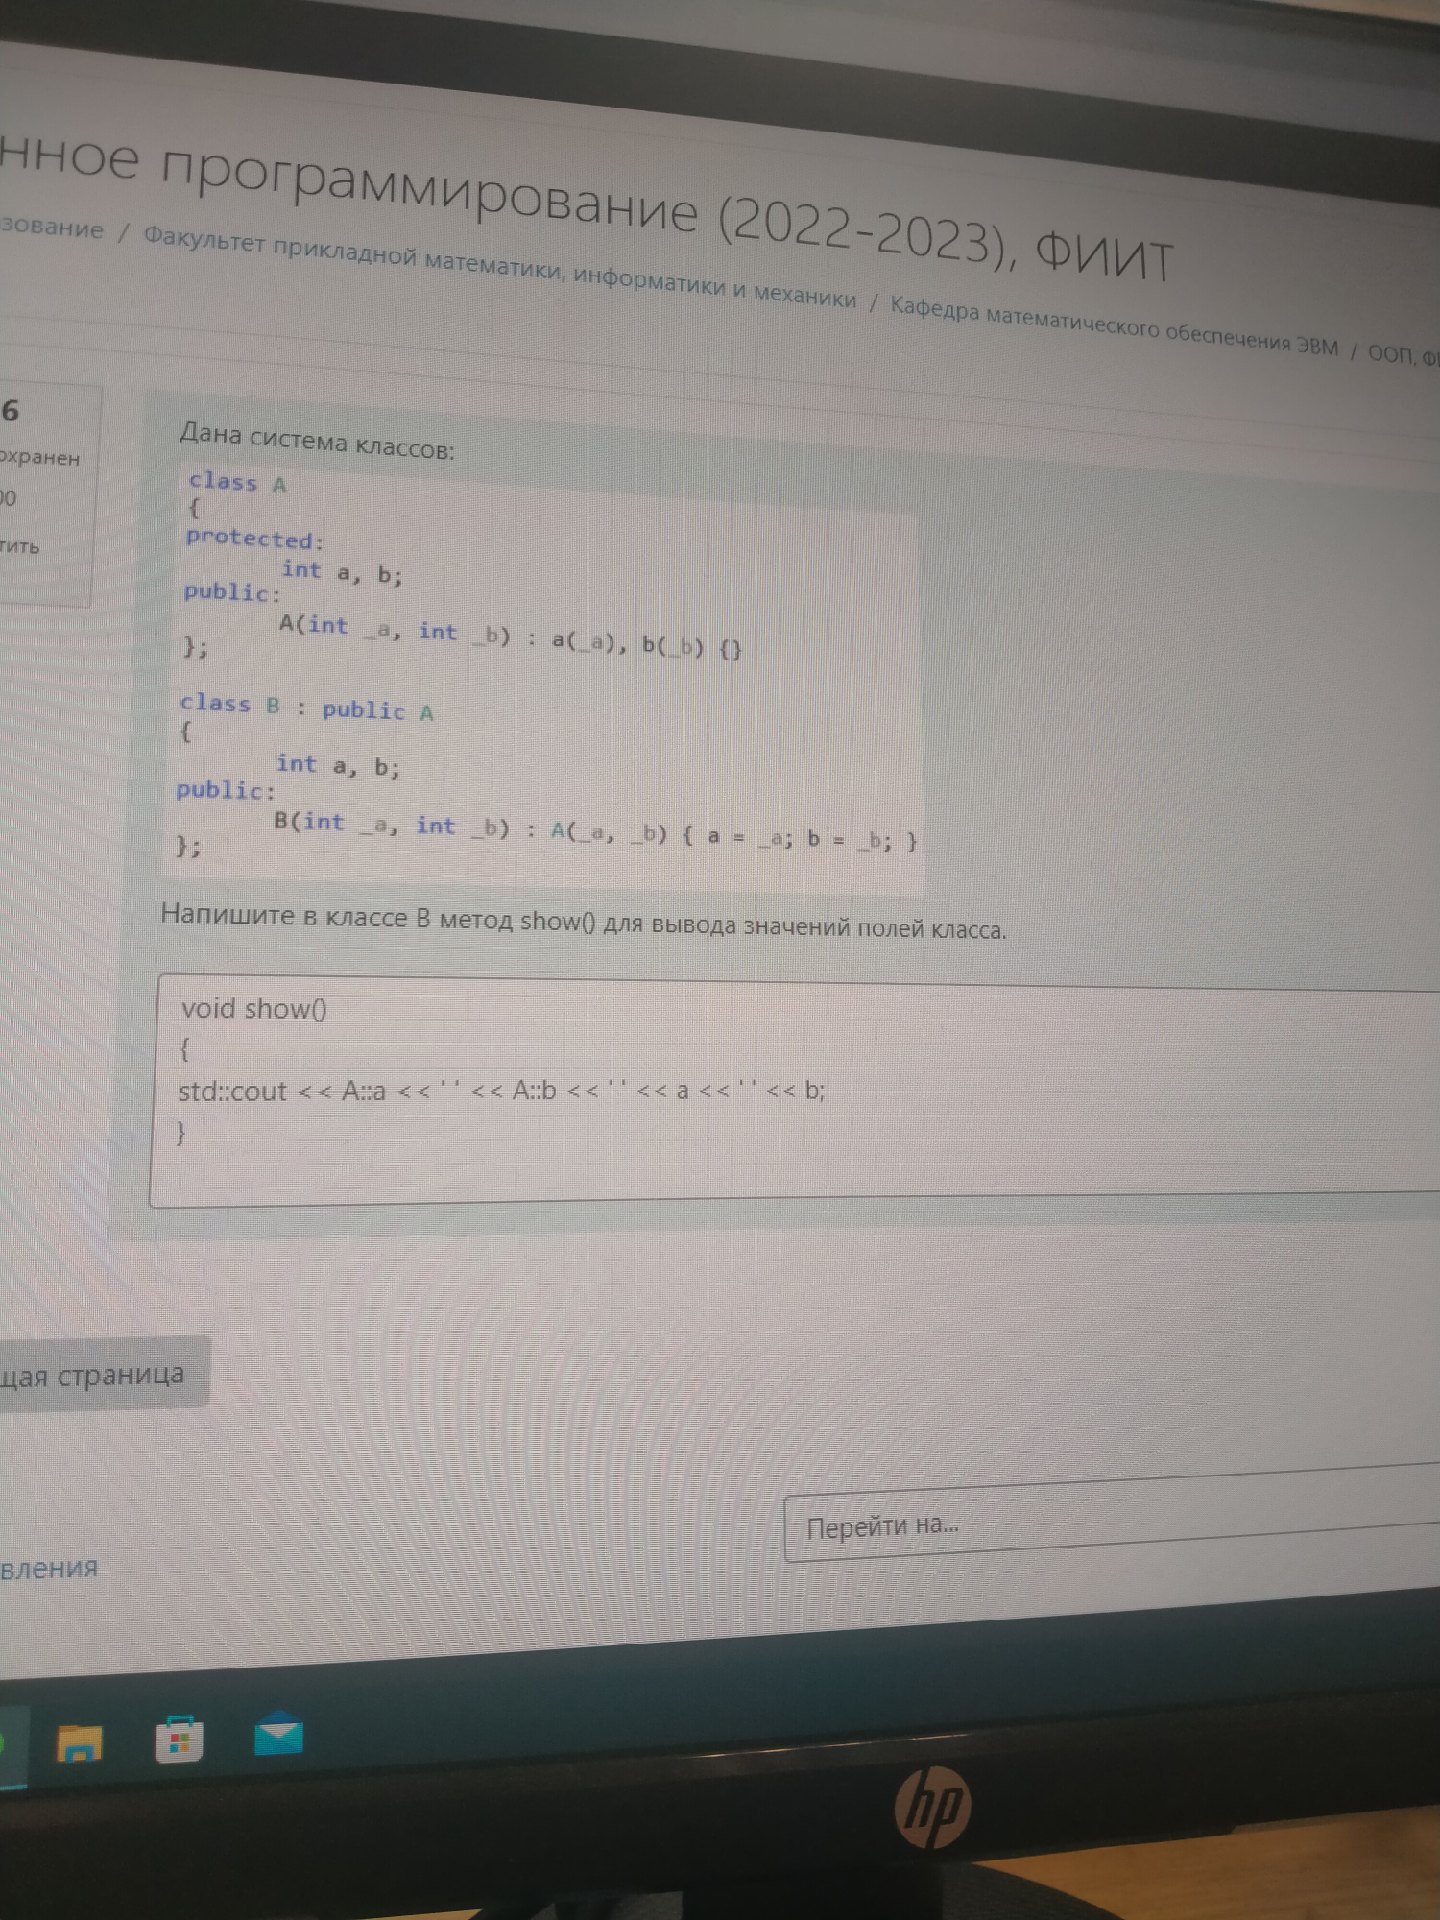 нное программирование (2022-2023), ФИИТ
зование / Факультет прикладной математики, информатики и механики / Кафедра математического обеспечения ЭВМ / ООП, ФИ
6
охранен
00
тить
Дана система классов:
class A
{
protected:
int a, b;
public:
A(int _a, int _b) : a(_a), b(_b) {}
};
class B : public A
{
int a, b;
public:
B(int _a, int _b) : A(_a, _b) { a = _a; b = _b; }
};
Напишите в классе B метод show() для вывода значений полей класса.
void show()
{
std::cout << A::a << ' ' << A::b << ' ' << a << ' ' << b;
}
щая страница
Перейти на...
вления
hp